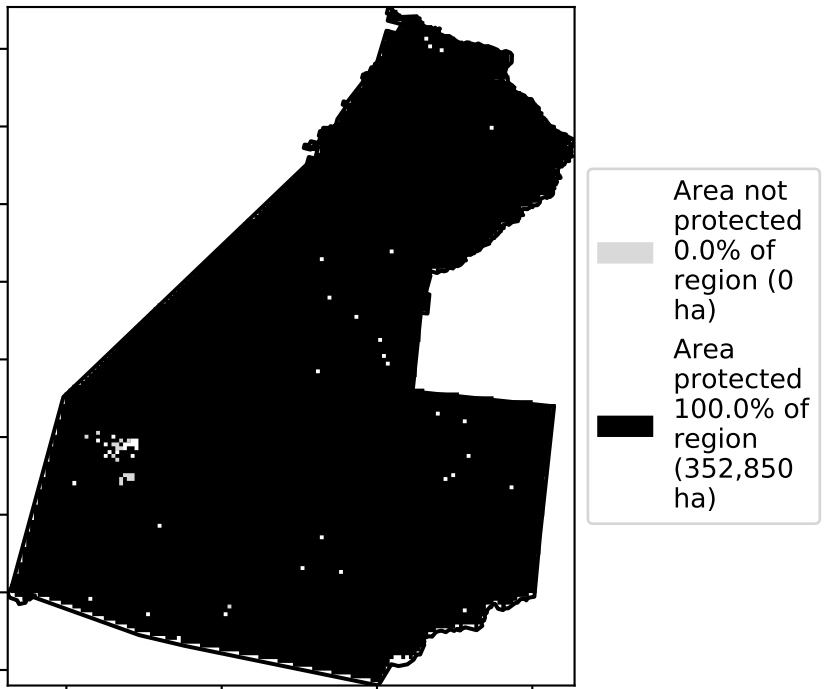 Area not
protected
0.0% of
region (0
ha)
Area
protected
100.0% of
region
(352,850
ha)